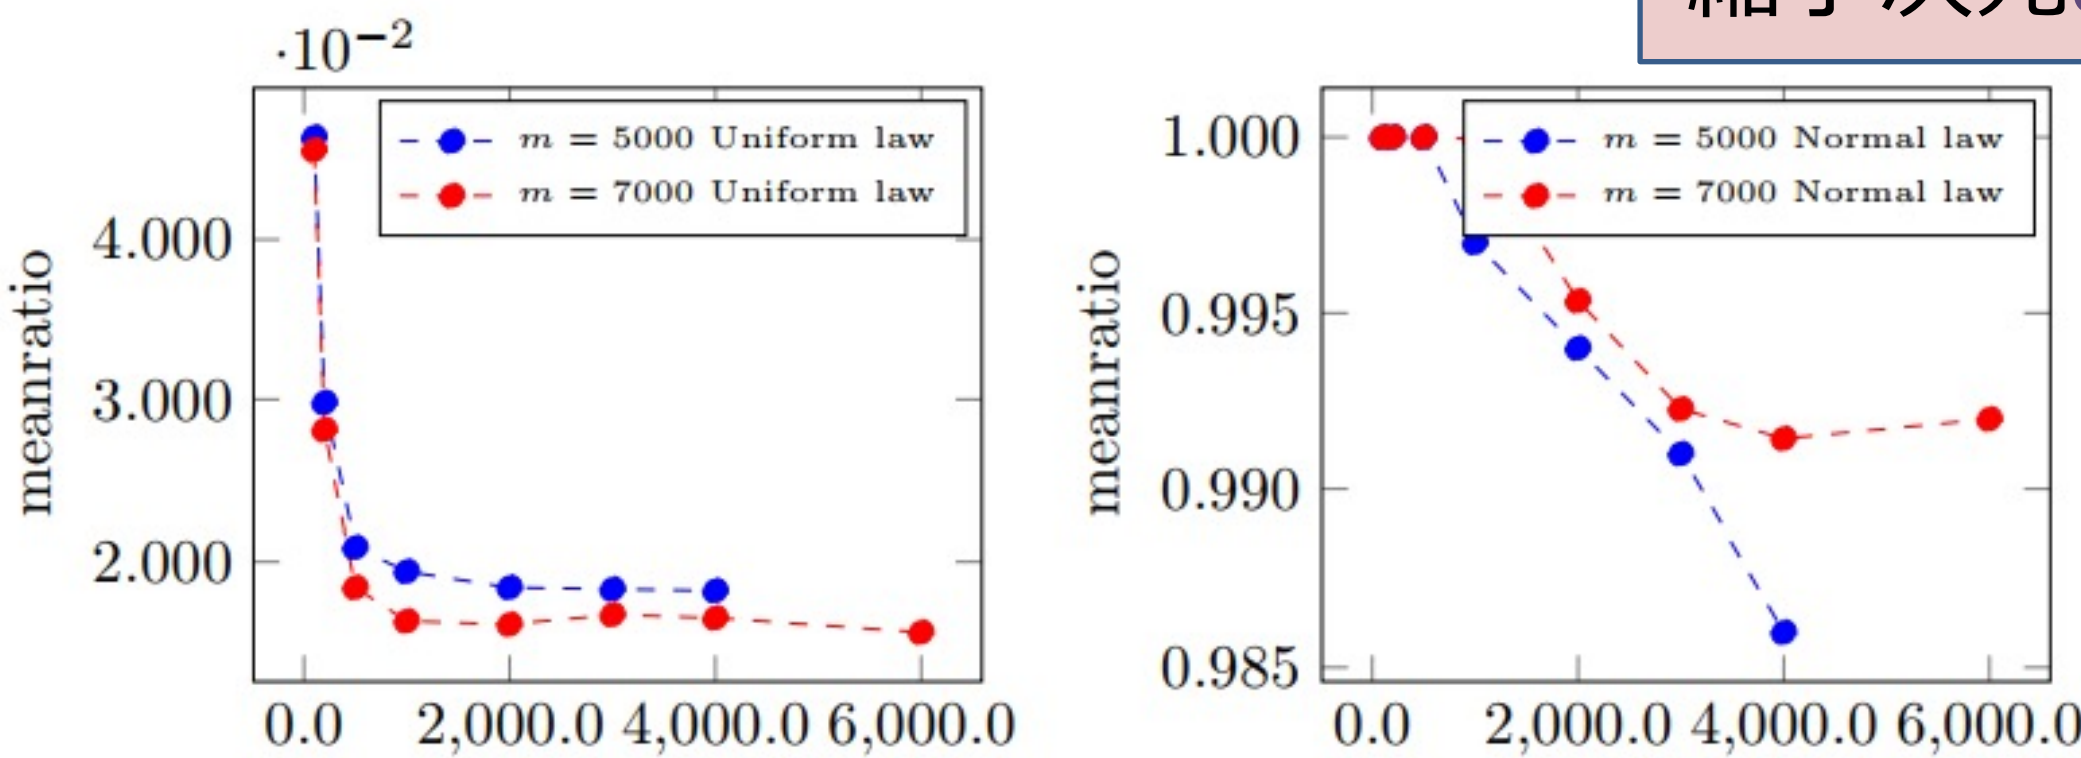 ·10−2
m = 5000 Uniform law
m = 7000 Uniform law
4.000
3.000
2.000
meanratio
0.0 2,000.0 4,000.0 6,000.0
m = 5000 Normal law
m = 7000 Normal law
1.000
0.995
0.990
0.985
meanratio
0.0 2,000.0 4,000.0 6,000.0